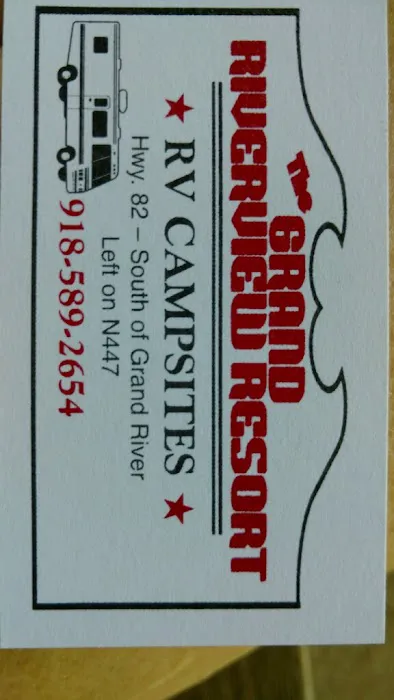 The
GRAND
RIVERVIEW RESORT
★ RV CAMPSITES ★
Hwy. 82 – South of Grand River
Left on N447
918-589-2654